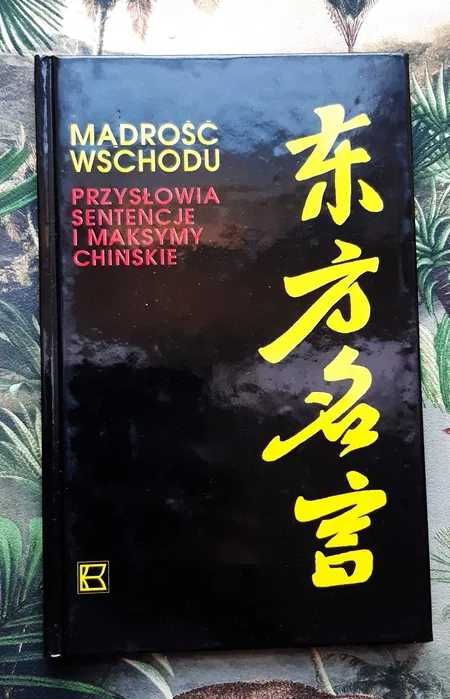 MĄDROŚĆ
WSCHODU
PRZYSŁOWIA
SENTENCJE
I MAKSYMY
CHIŃSKIE
东方名言